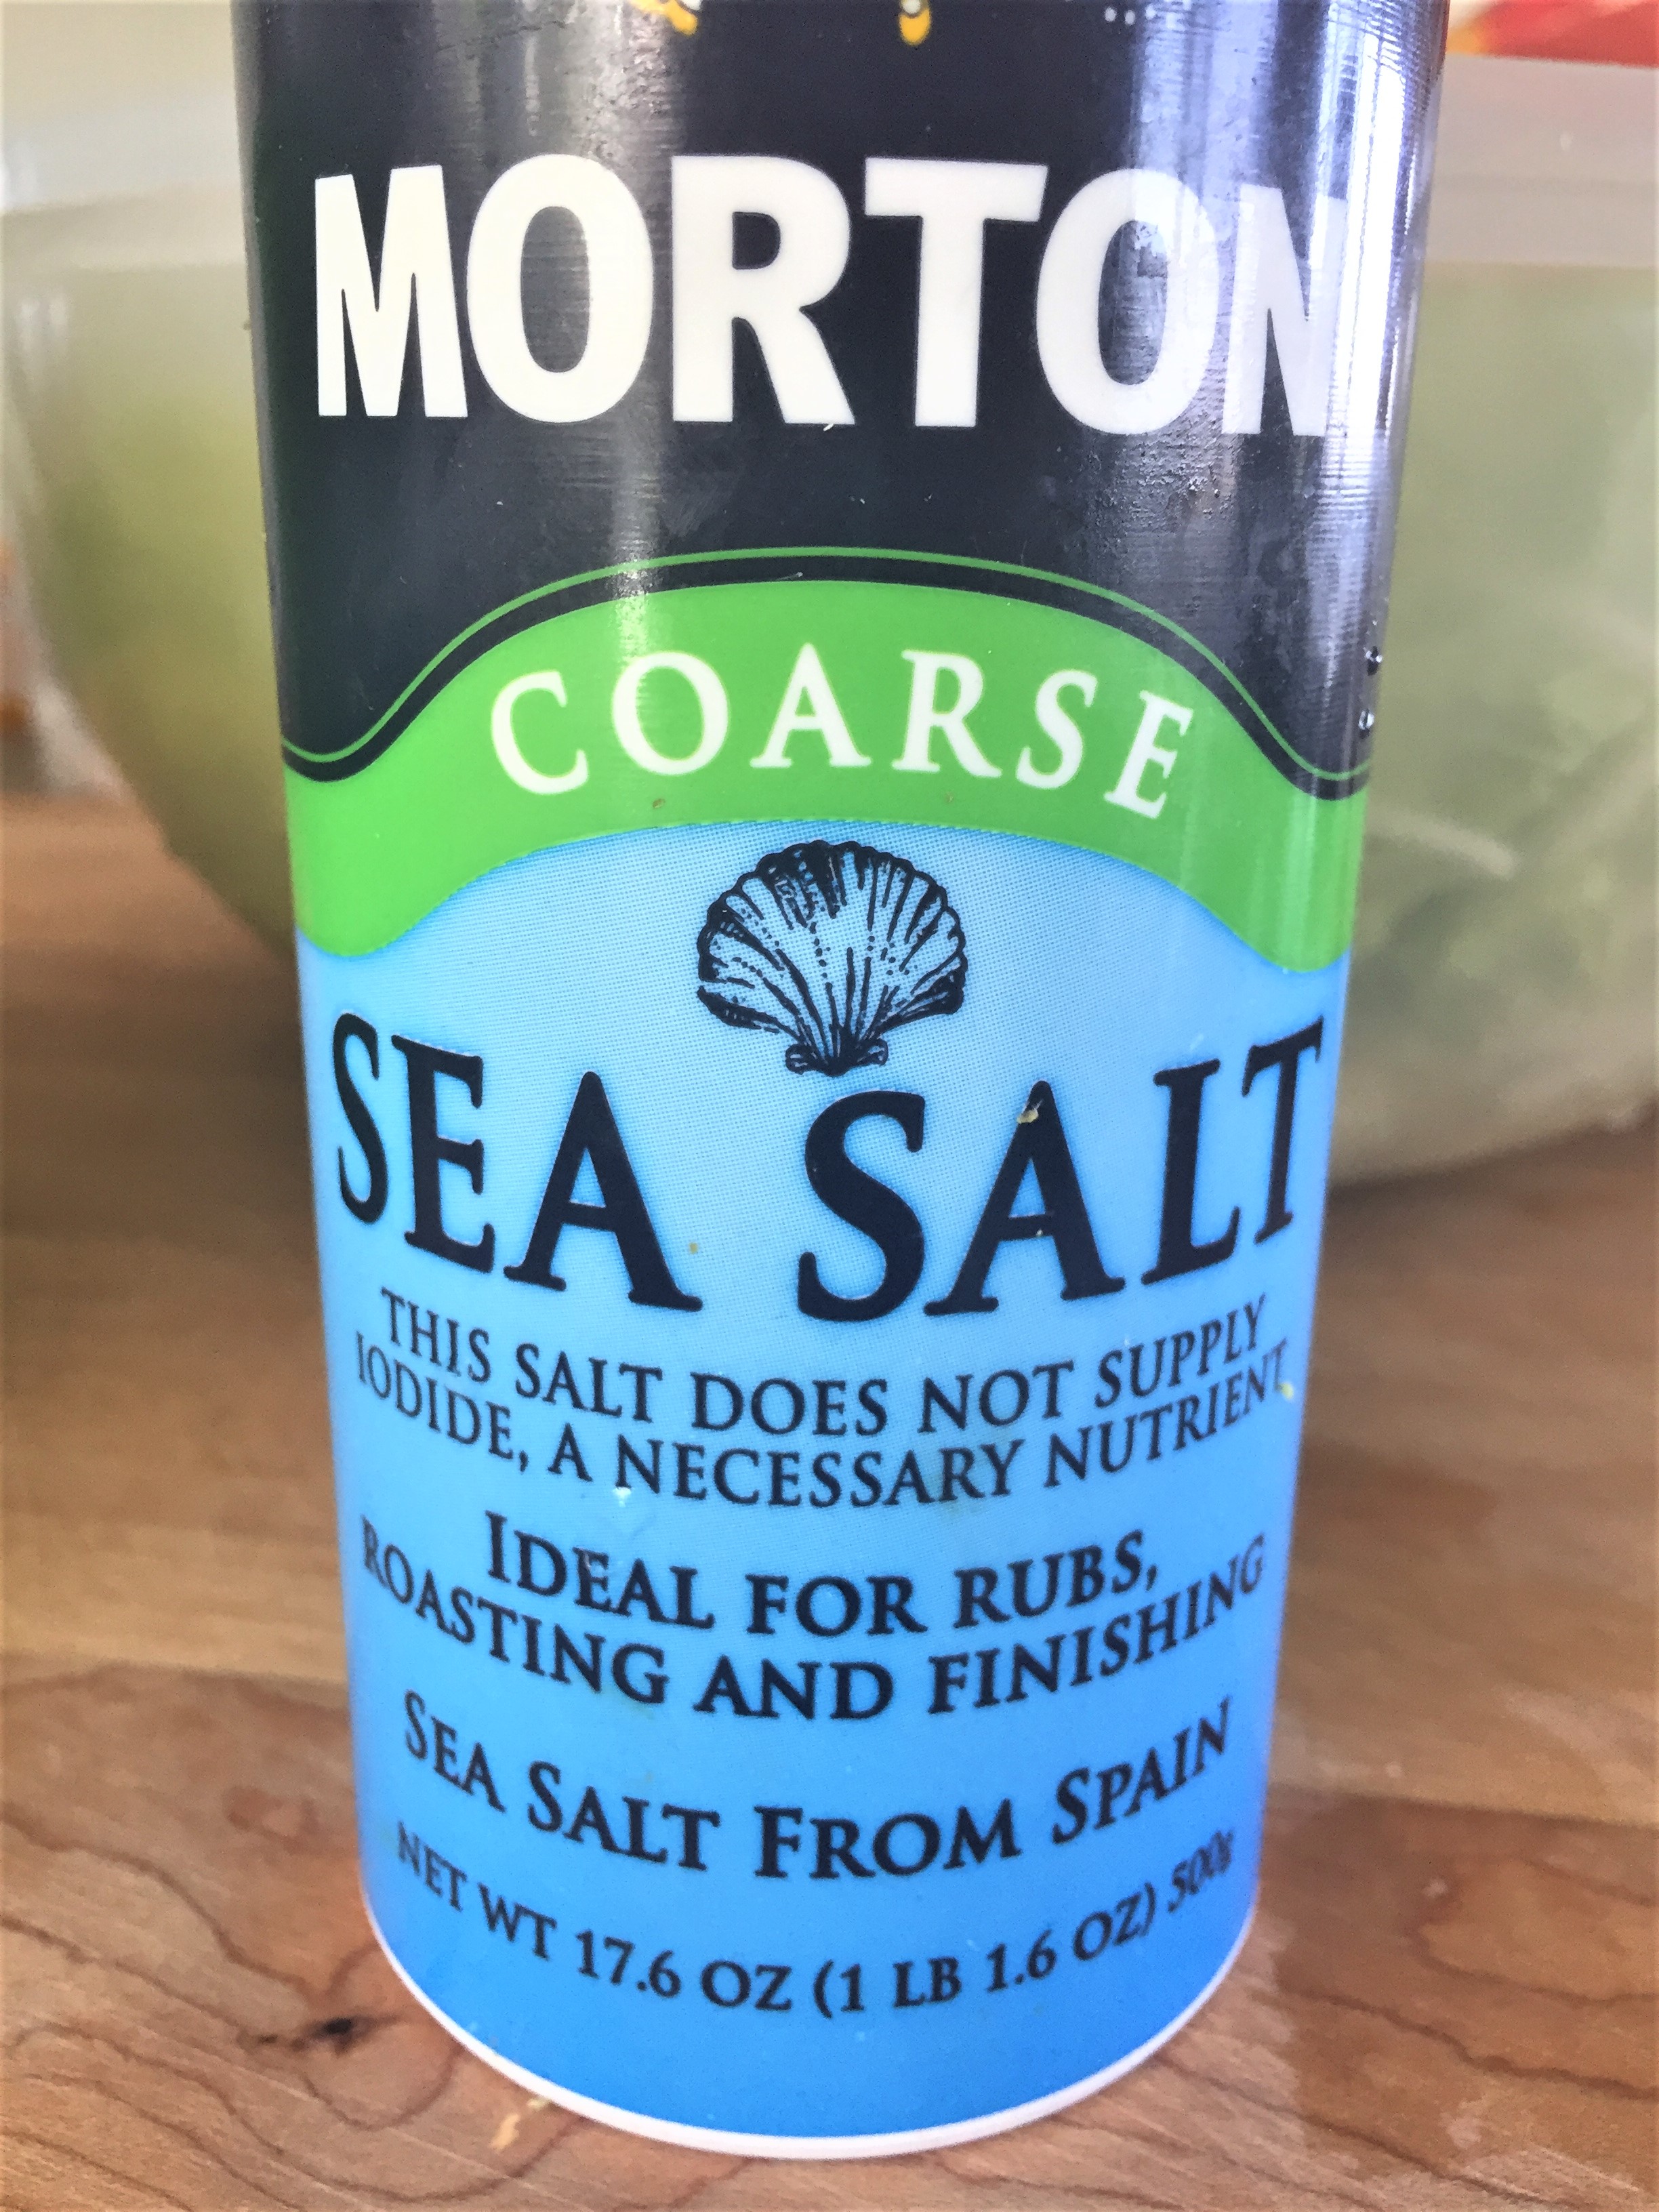 MORTON
COARSE
SEA SALT
THIS SALT DOES NOT SUPPLY
IODIDE, A NECESSARY NUTRIENT
IDEAL FOR RUBS,
ROASTING AND FINISHING
SEA SALT FROM SPAIN
NET WT 17.6 OZ (1 LB 1.6 OZ) 500g